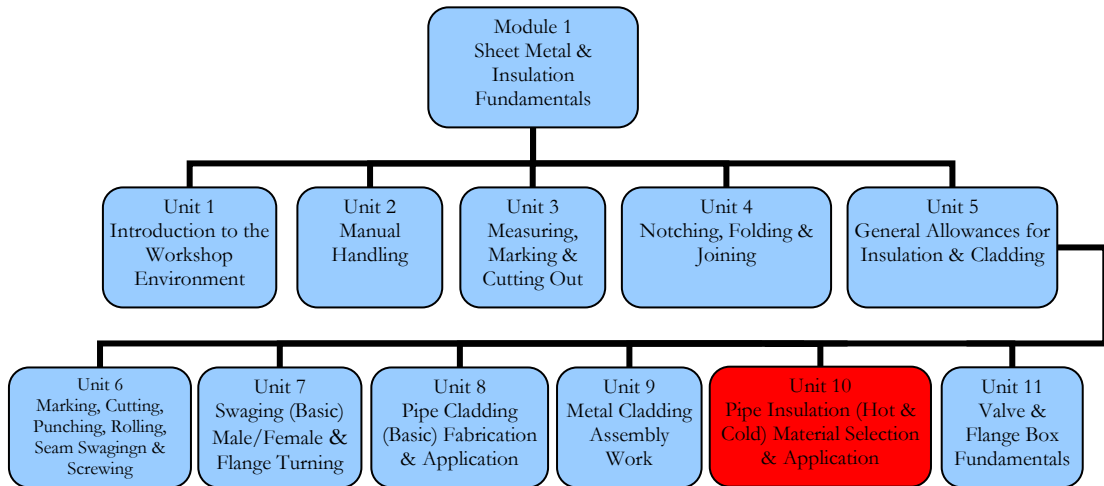 Module 1
Sheet Metal &
Insulation
Fundamentals
Unit 1
Introduction to the
Workshop
Environment
Unit 2
Manual
Handling
Unit 3
Measuring,
Marking &
Cutting Out
Unit 4
Notching, Folding &
Joining
Unit 5
General Allowances for
Insulation & Cladding
Unit 6
Marking, Cutting,
Punching, Rolling,
Seam Swagingn &
Screwing
Unit 7
Swaging (Basic)
Male/Female &
Flange Turning
Unit 8
Pipe Cladding
(Basic) Fabrication
& Application
Unit 9
Metal Cladding
Assembly
Work
Unit 10
Pipe Insulation (Hot &
Cold) Material Selection
& Application
Unit 11
Valve &
Flange Box
Fundamentals